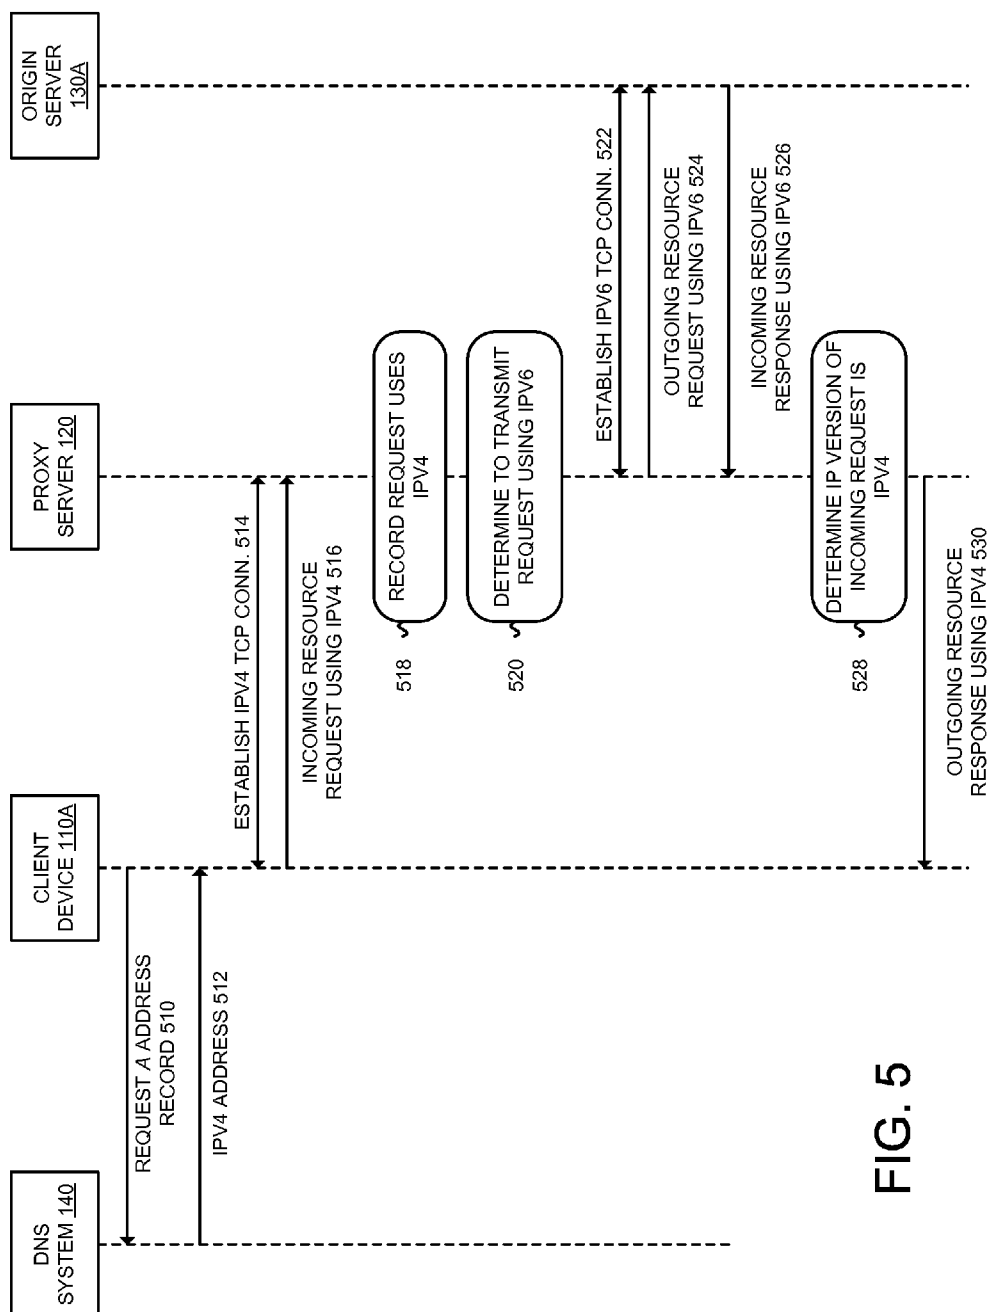 DNS
SYSTEM 140
CLIENT
DEVICE 110A
PROXY
SERVER 120
ORIGIN
SERVER
130A
REQUEST A ADDRESS
RECORD 510
IPV4 ADDRESS 512
ESTABLISH IPV4 TCP CONN. 514
INCOMING RESOURCE
REQUEST USING IPV4 516
RECORD REQUEST USES
IPV4
518
DETERMINE TO TRANSMIT
REQUEST USING IPV6
520
ESTABLISH IPV6 TCP CONN. 522
OUTGOING RESOURCE
REQUEST USING IPV6 524
INCOMING RESOURCE
RESPONSE USING IPV6 526
DETERMINE IP VERSION OF
INCOMING REQUEST IS
IPV4
528
OUTGOING RESOURCE
RESPONSE USING IPV4 530
FIG. 5